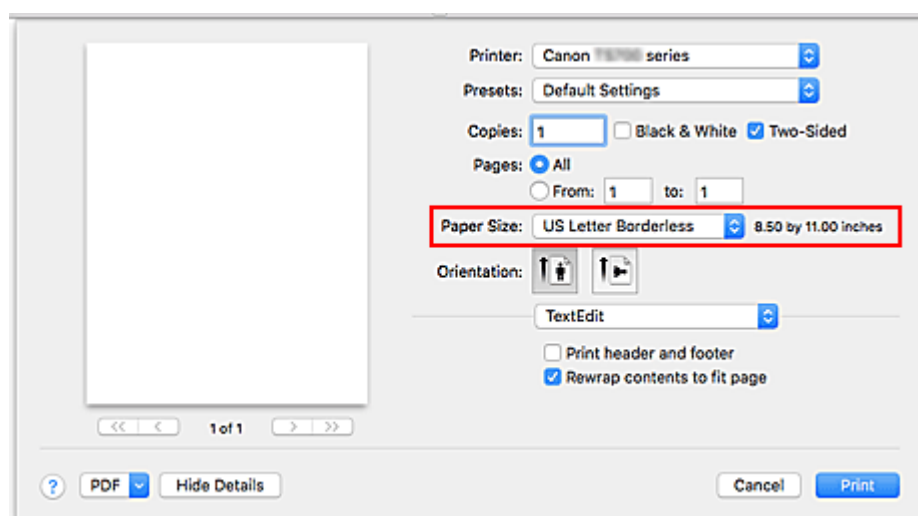 Printer: Canon series
Presets: Default Settings
Copies: 1 Black & White Two-Sided
Pages: All
From: 1 to: 1
Paper Size: US Letter Borderless 8.50 by 11.00 inches
Orientation:
TextEdit
Print header and footer
Rewrap contents to fit page
<< < 1 of 1 > >>
? PDF Hide Details Cancel Print